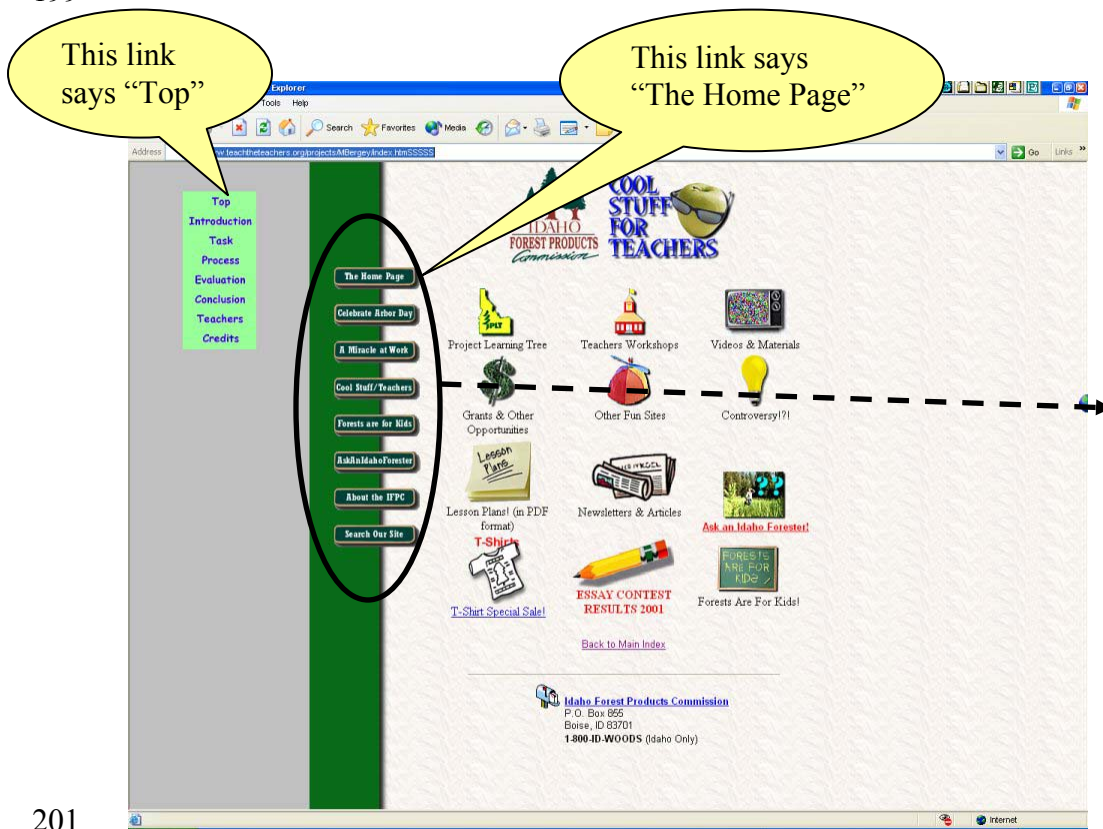 This link
says “Top”
This link says
“The Home Page”
Explorer
Tools Help
Search Favorites Media
Address
w.teachtheteachers.org/projects/MBergey/index.htmSSSSS
Go Links »
Top
Introduction
Task
Process
Evaluation
Conclusion
Teachers
Credits
The Home Page
Celebrate Arbor Day
A Miracle at Work
Cool Stuff/Teachers
Forests are for Kids
AskAnIdahoForester
About the IFPC
Search Our Site
IDAHO
FOREST PRODUCTS
Commission
COOL
STUFF
FOR
TEACHERS
PLT
Project Learning Tree
Teachers Workshops
Videos & Materials
Grants & Other
Opportunities
Other Fun Sites
Controversy!?!
Lesson
Plans
Lesson Plans! (in PDF
format)
Newsletters & Articles
??
Ask an Idaho Forester!
T-Shirts
T-Shirt Special Sale!
ESSAY CONTEST
RESULTS 2001
FORESTS
ARE FOR
KIDS
Forests Are For Kids!
Back to Main Index
Idaho Forest Products Commission
P.O. Box 855
Boise, ID 83701
1-800-ID-WOODS (Idaho Only)
Internet
201